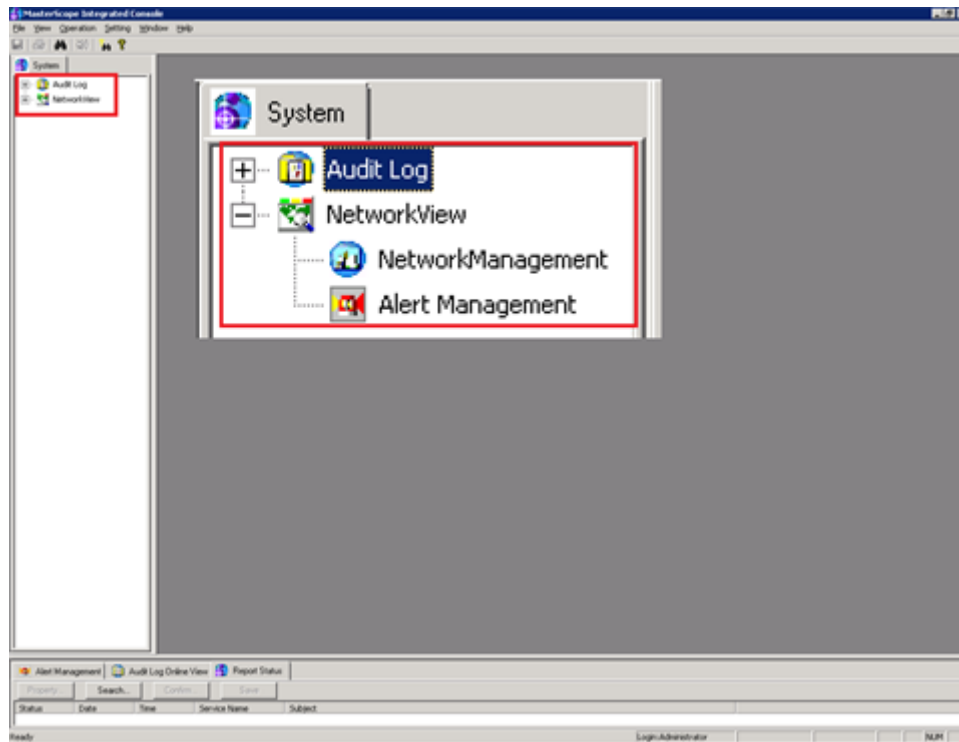 MasterScope Integrated Console
File View Operation Setting Window Help
System
Audit Log
NetworkView
System
Audit Log
NetworkView
NetworkManagement
Alert Management
Alert Management Audit Log Online View Report Status
Property... Search... Confirm... Save
Status Date Time Service Name Subject
Ready Login:Administrator NUM